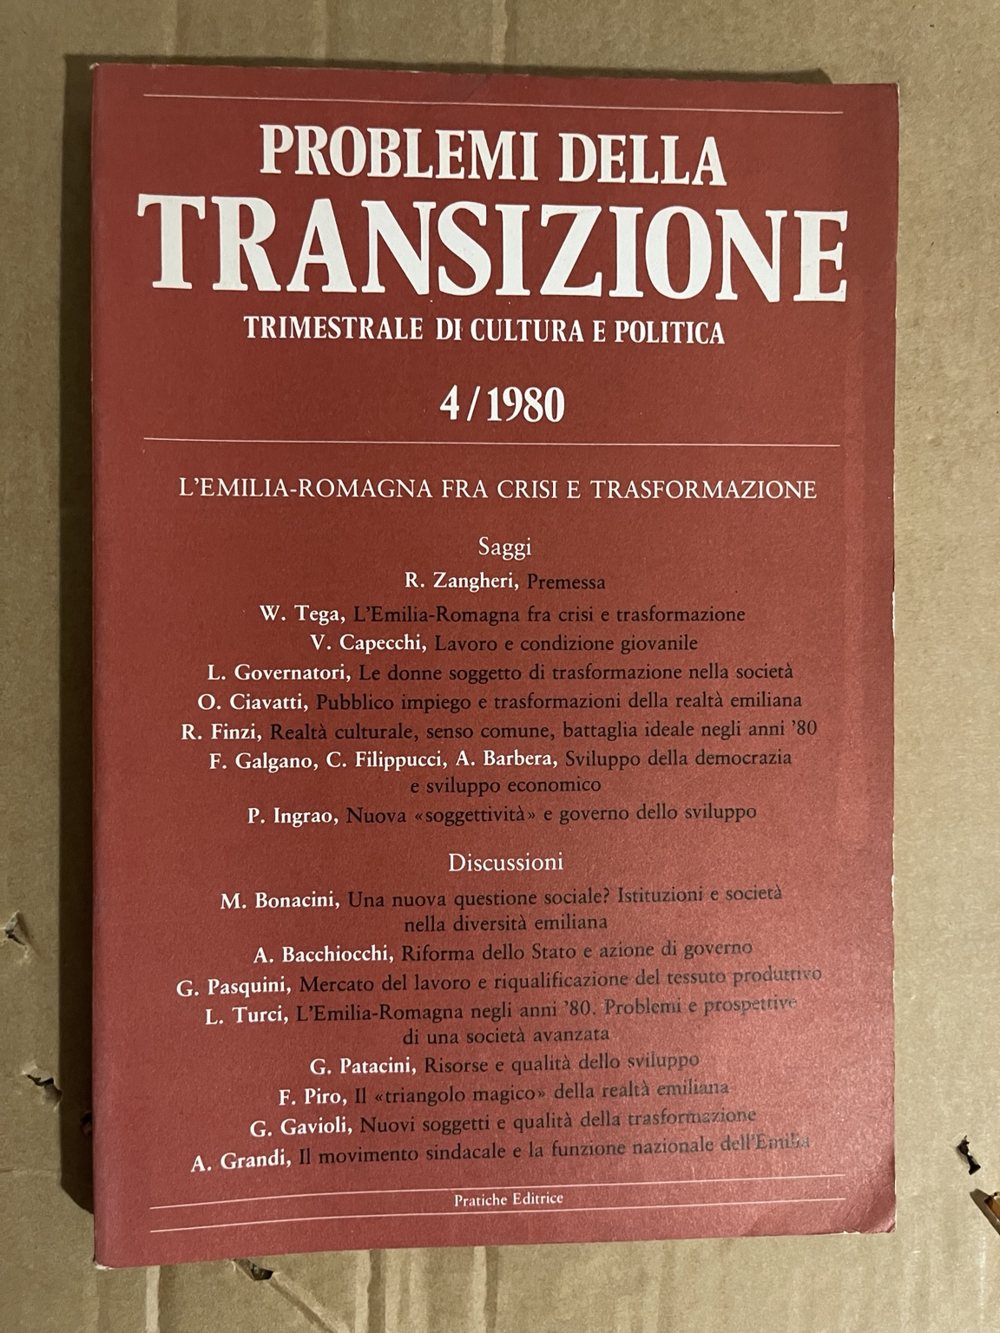 PROBLEMI DELLA
TRANSIZIONE
TRIMESTRALE DI CULTURA E POLITICA
4/1980
L'EMILIA-ROMAGNA FRA CRISI E TRASFORMAZIONE
Saggi
R. Zangheri, Premessa
W. Tega, L'Emilia-Romagna fra crisi e trasformazione
V. Capecchi, Lavoro e condizione giovanile
L. Governatori, Le donne soggetto di trasformazione nella società
O. Ciavatti, Pubblico impiego e trasformazioni della realtà emiliana
R. Finzi, Realtà culturale, senso comune, battaglia ideale negli anni '80
F. Galgano, C. Filippucci, A. Barbera, Sviluppo della democrazia
e sviluppo economico
P. Ingrao, Nuova «soggettività» e governo dello sviluppo
Discussioni
M. Bonacini, Una nuova questione sociale? Istituzioni e società
nella diversità emiliana
A. Bacchiocchi, Riforma dello Stato e azione di governo
G. Pasquini, Mercato del lavoro e riqualificazione del tessuto produttivo
L. Turci, L'Emilia-Romagna negli anni '80. Problemi e prospettive
di una società avanzata
G. Patacini, Risorse e qualità dello sviluppo
F. Piro, Il «triangolo magico» della realtà emiliana
G. Gavioli, Nuovi soggetti e qualità della trasformazione
A. Grandi, Il movimento sindacale e la funzione nazionale dell'Emilia
Pratiche Editrice